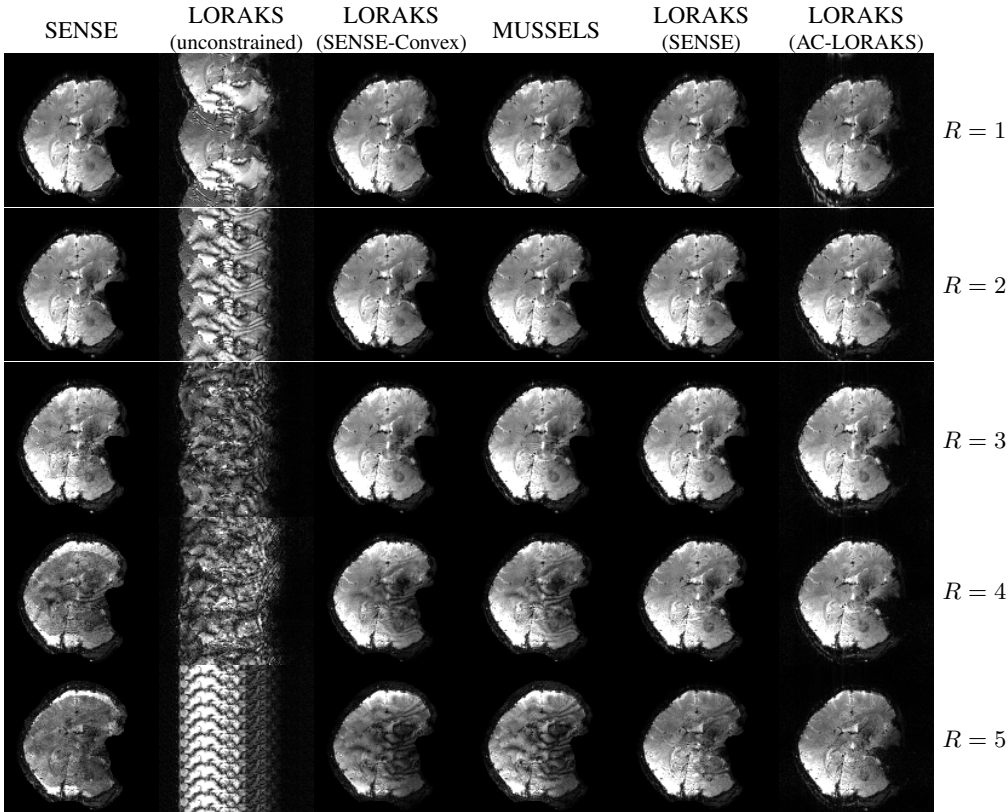 SENSE
LORAKS
(unconstrained)
LORAKS
(SENSE-Convex)
MUSSELS
LORAKS
(SENSE)
LORAKS
(AC-LORAKS)
R = 1
R = 2
R = 3
R = 4
R = 5